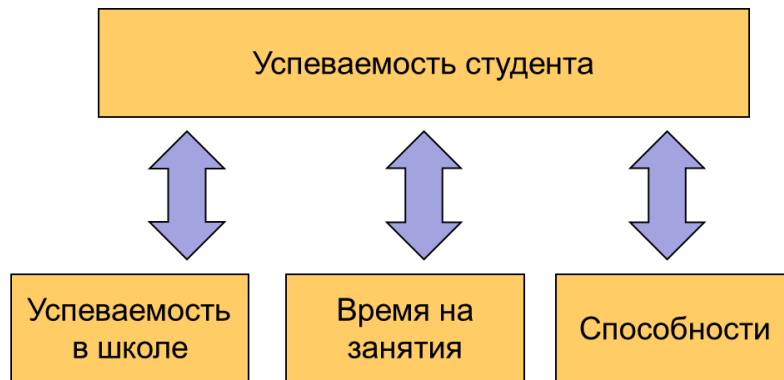 Успеваемость студента
Успеваемость
в школе
Время на
занятия
Способности